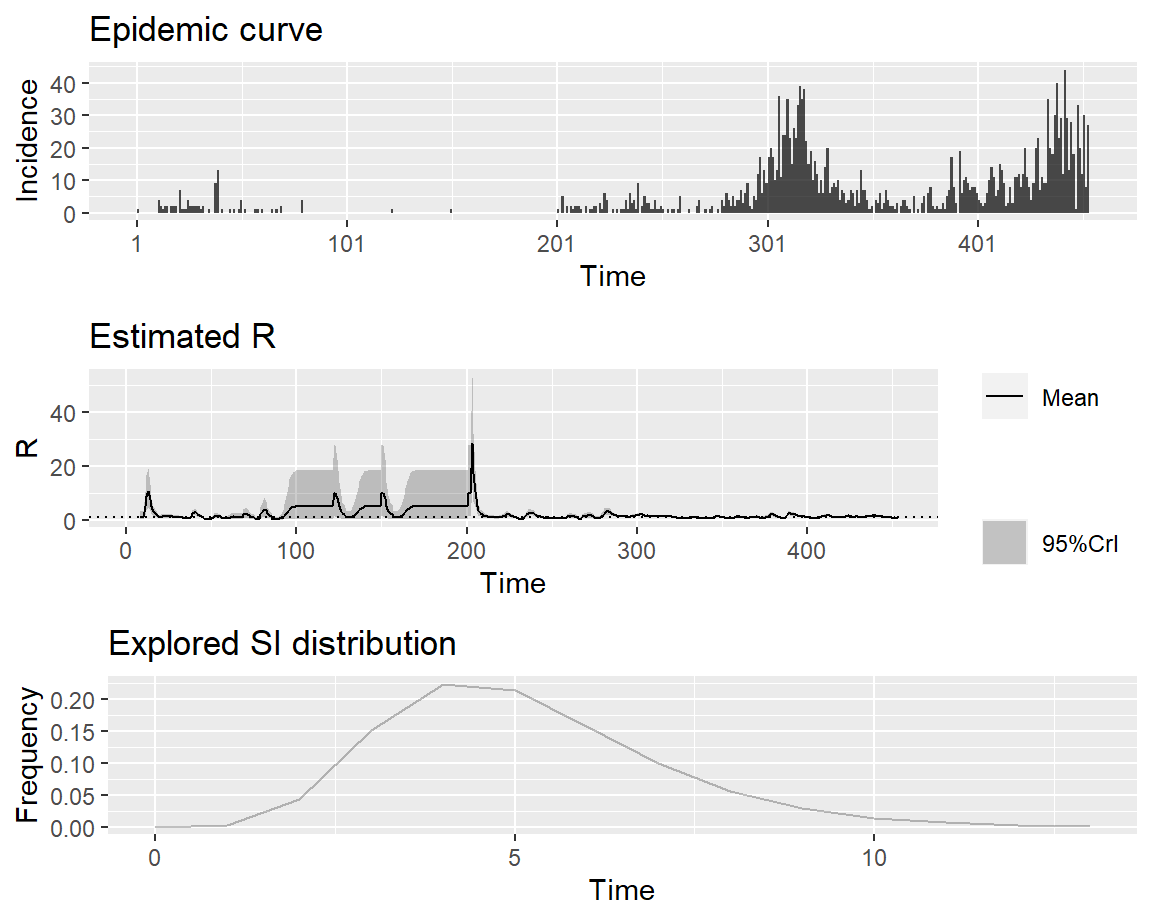 Epidemic curve
Incidence
40
30
20
10
0
1 101 201 301 401
Time
Estimated R
R
40
20
0
0 100 200 300 400
Time
Mean
95%CrI
Explored SI distribution
Frequency
0.20
0.15
0.10
0.05
0.00
0 5 10
Time